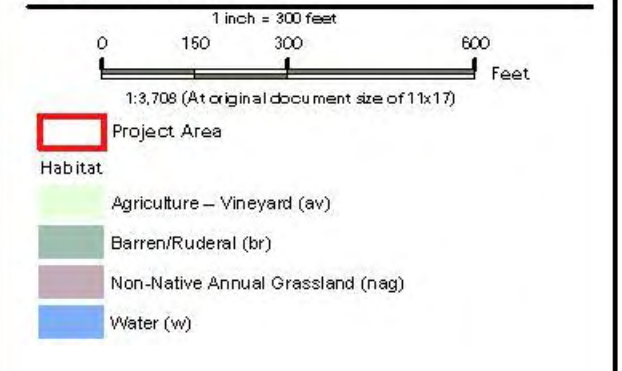 1 inch = 300 feet
0 150 300 600
Feet
1:3,708 (At original document size of 11x17)
Project Area
Habitat
Agriculture – Vineyard (av)
Barren/Ruderal (br)
Non-Native Annual Grassland (nag)
Water (w)